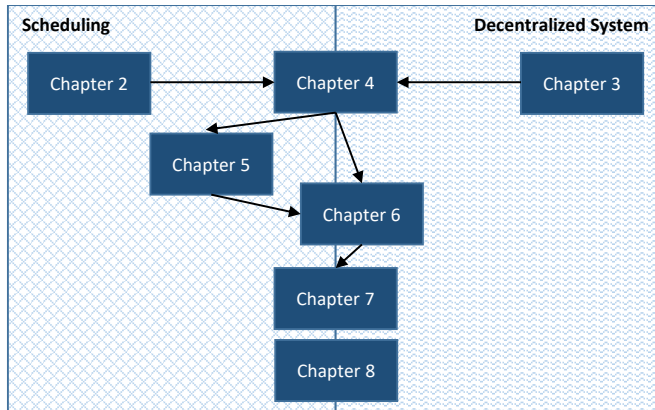 Scheduling
Decentralized System
Chapter 2
Chapter 4
Chapter 3
Chapter 5
Chapter 6
Chapter 7
Chapter 8